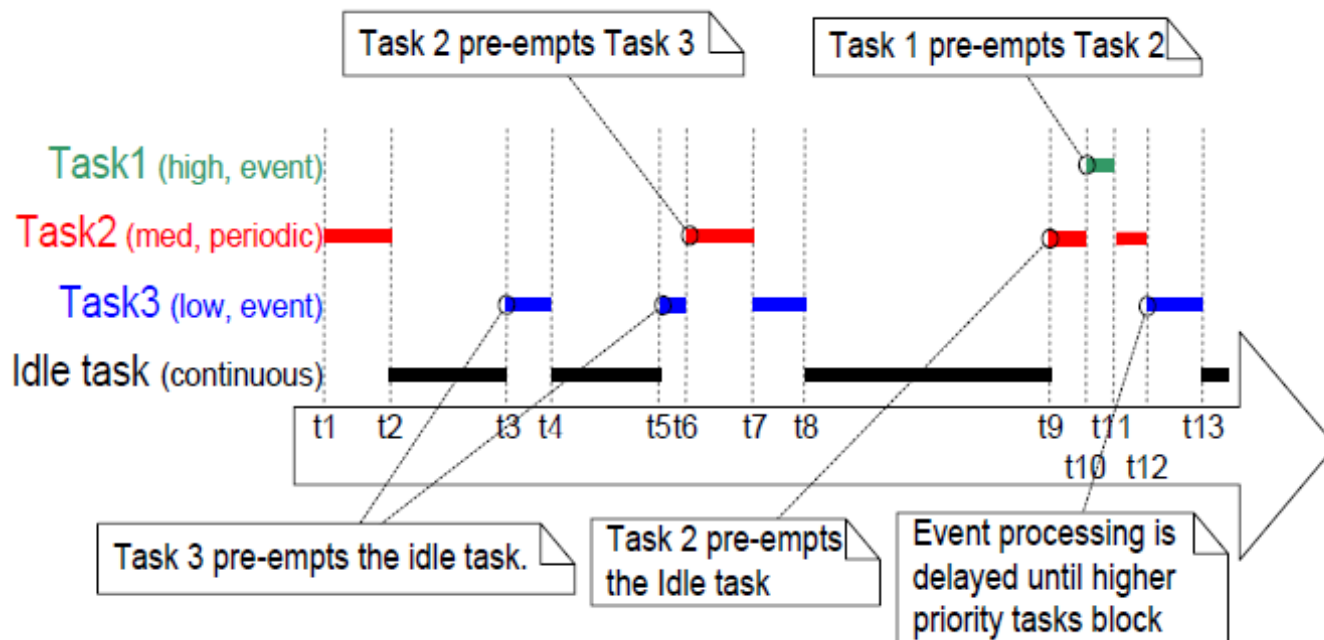 Task 2 pre-empts Task 3
Task 1 pre-empts Task 2
Task1 (high, event)
Task2 (med, periodic)
Task3 (low, event)
Idle task (continuous)
t1 t2 t3 t4 t5 t6 t7 t8 t9 t11 t13
t10 t12
Task 3 pre-empts the idle task.
Task 2 pre-empts
the Idle task
Event processing is
delayed until higher
priority tasks block